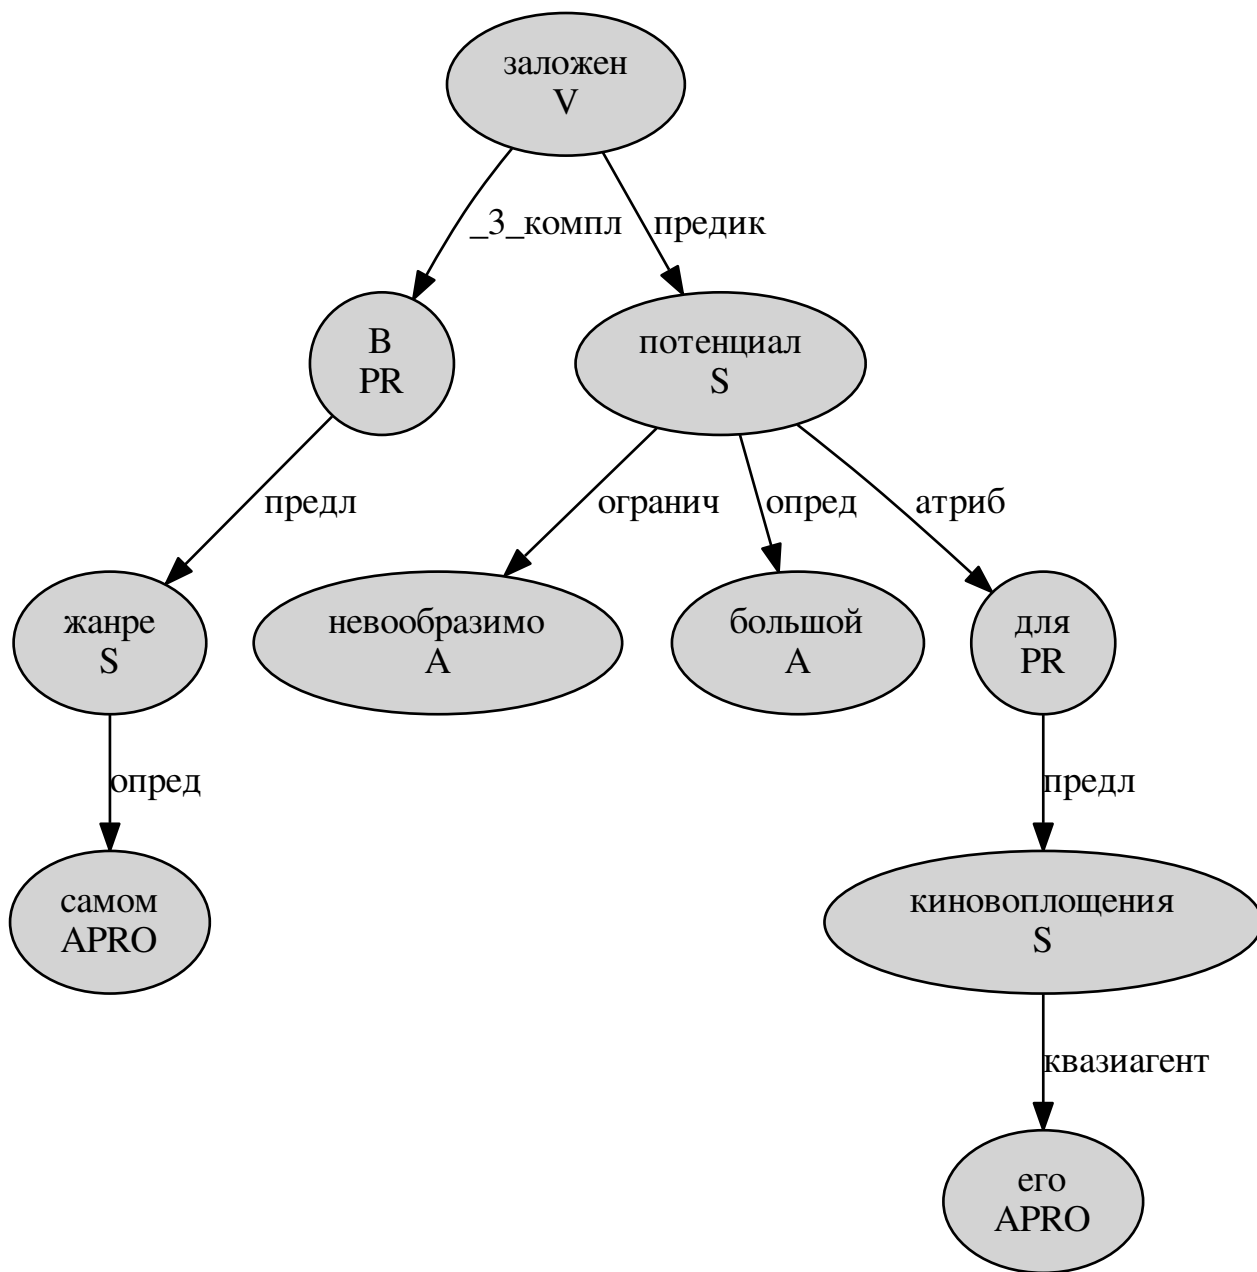 заложен
V
_3_компл
предик
В
PR
потенциал
S
предл
огранич
опред
атриб
жанре
S
невообразимо
A
большой
A
для
PR
опред
предл
самом
APRO
киновоплощения
S
квазиагент
его
APRO